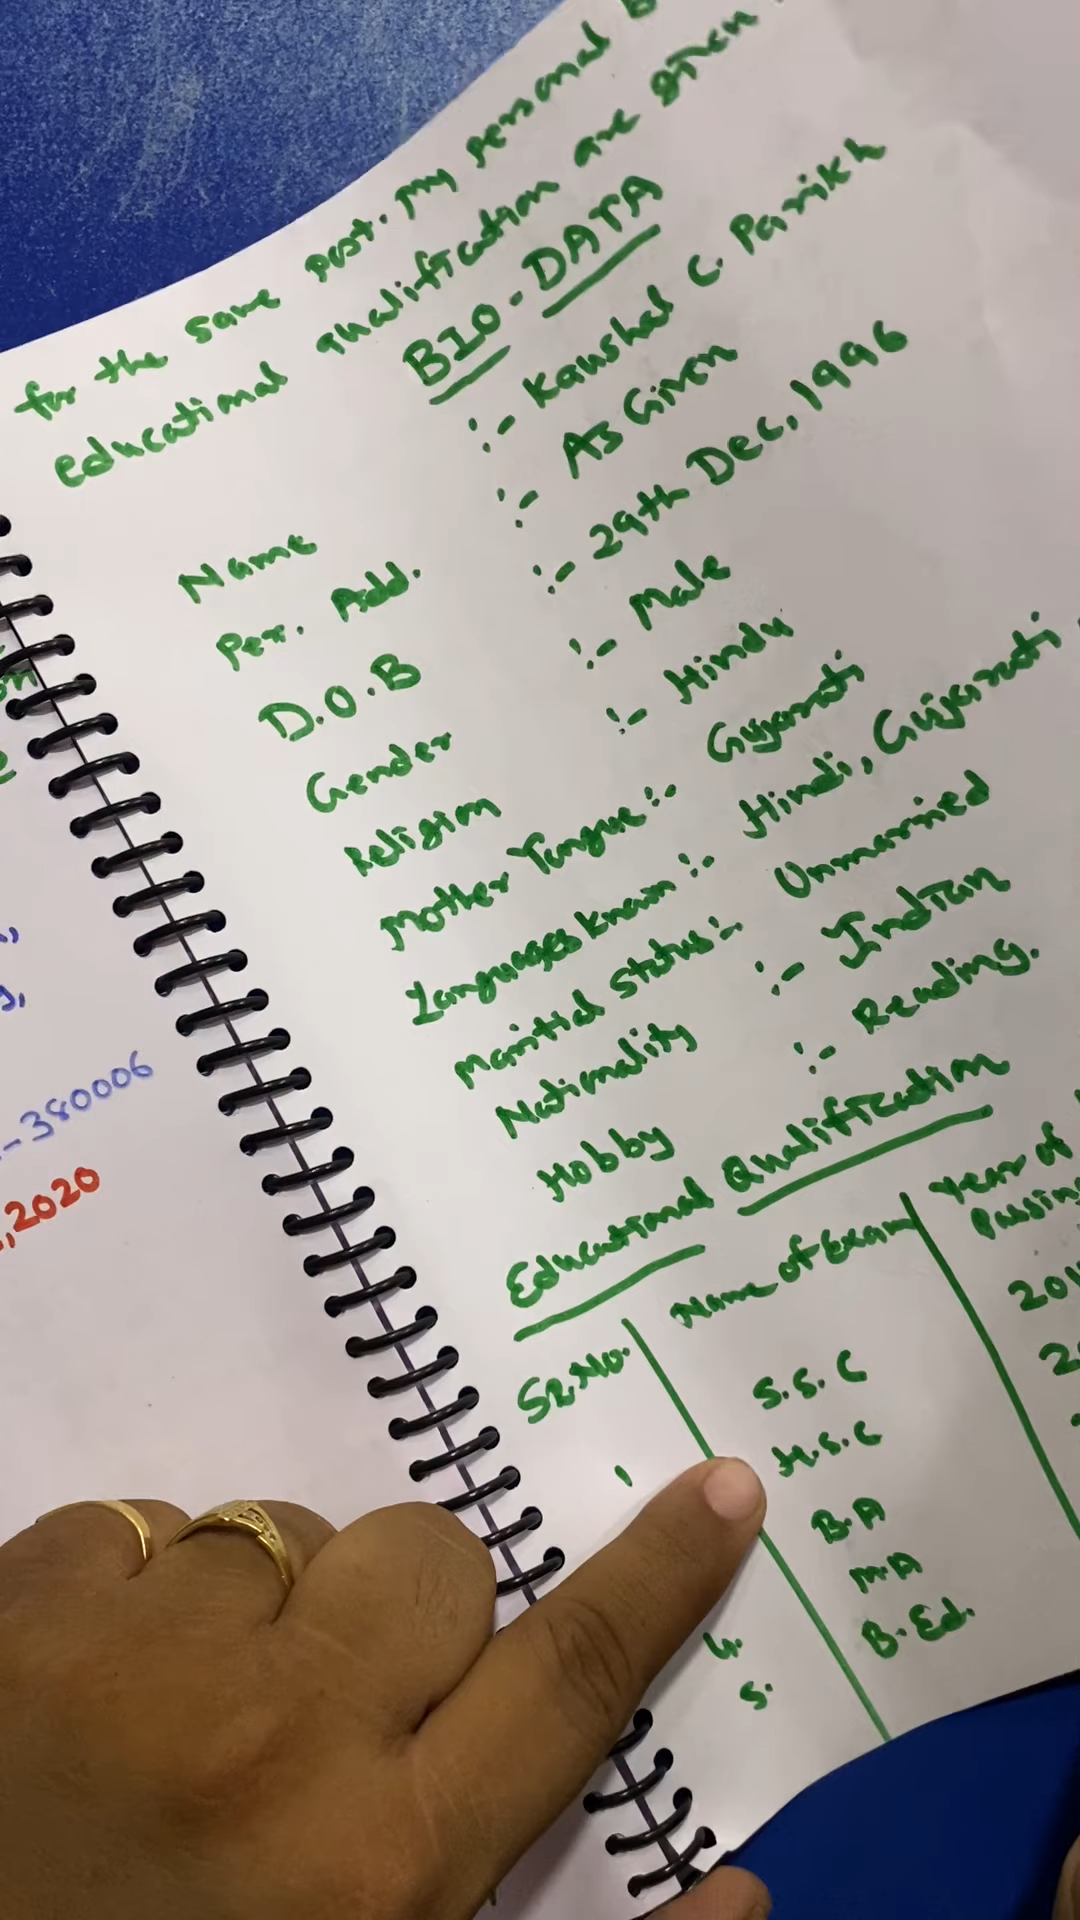 -380006
,2020
for the same post. my personal
educational qualification are given
BIO-DATA
Name :- Kaushal C. Parikh
Per. Add. :- As Given
D.O.B :- 29th Dec, 1996
Gender :- Male
Religion :- Hindu
Mother Tongue :- Gujarati
Languages known :- Hindi, Gujarati
Maritial Status :- Unmarried
Nationality :- Indian
Hobby :- Reading.
Educational Qualification
Sr. No. Name of Exam Year of Passing
1 S.S.C
H.S.C
B.A
4. M.A
5. B.Ed.